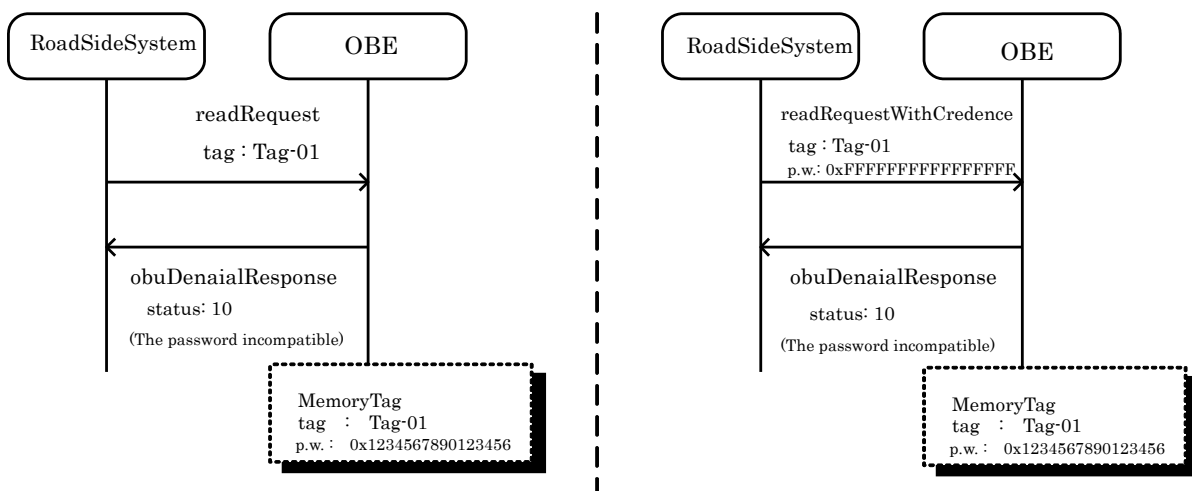 RoadSideSystem
OBE
readRequest
tag : Tag-01
obuDenaialResponse
status: 10
(The password incompatible)
MemoryTag
tag : Tag-01
p.w. : 0x1234567890123456
RoadSideSystem
OBE
readRequestWithCredence
tag : Tag-01
p.w.: 0xFFFFFFFFFFFFFFFF
obuDenaialResponse
status: 10
(The password incompatible)
MemoryTag
tag : Tag-01
p.w. : 0x1234567890123456